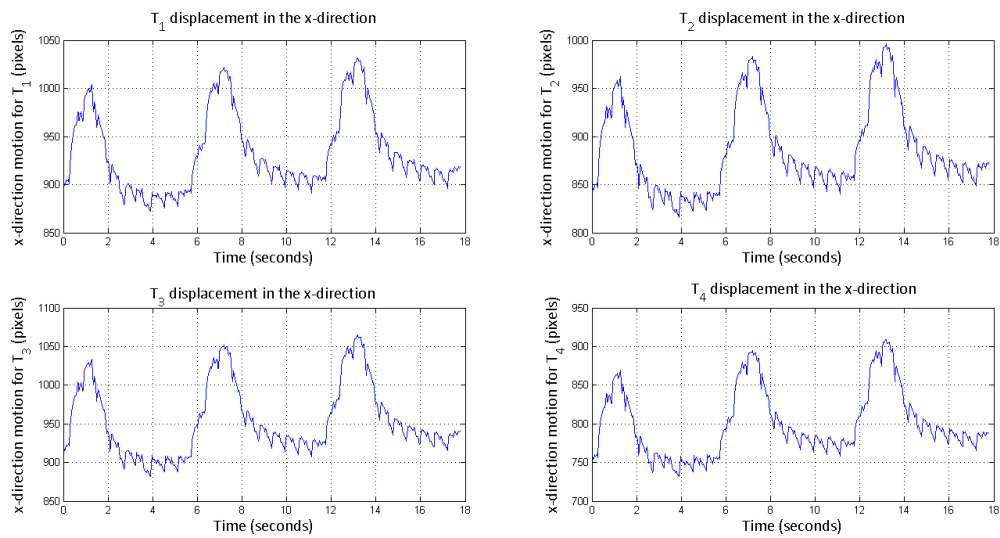 T1 displacement in the x-direction
x-direction motion for T1 (pixels)
1050
1000
950
900
850
0 2 4 6 8 10 12 14 16 18
Time (seconds)
T2 displacement in the x-direction
x-direction motion for T2 (pixels)
1000
950
900
850
800
0 2 4 6 8 10 12 14 16 18
Time (seconds)
T3 displacement in the x-direction
x-direction motion for T3 (pixels)
1100
1050
1000
950
900
850
0 2 4 6 8 10 12 14 16 18
Time (seconds)
T4 displacement in the x-direction
x-direction motion for T4 (pixels)
950
900
850
800
750
700
0 2 4 6 8 10 12 14 16 18
Time (seconds)